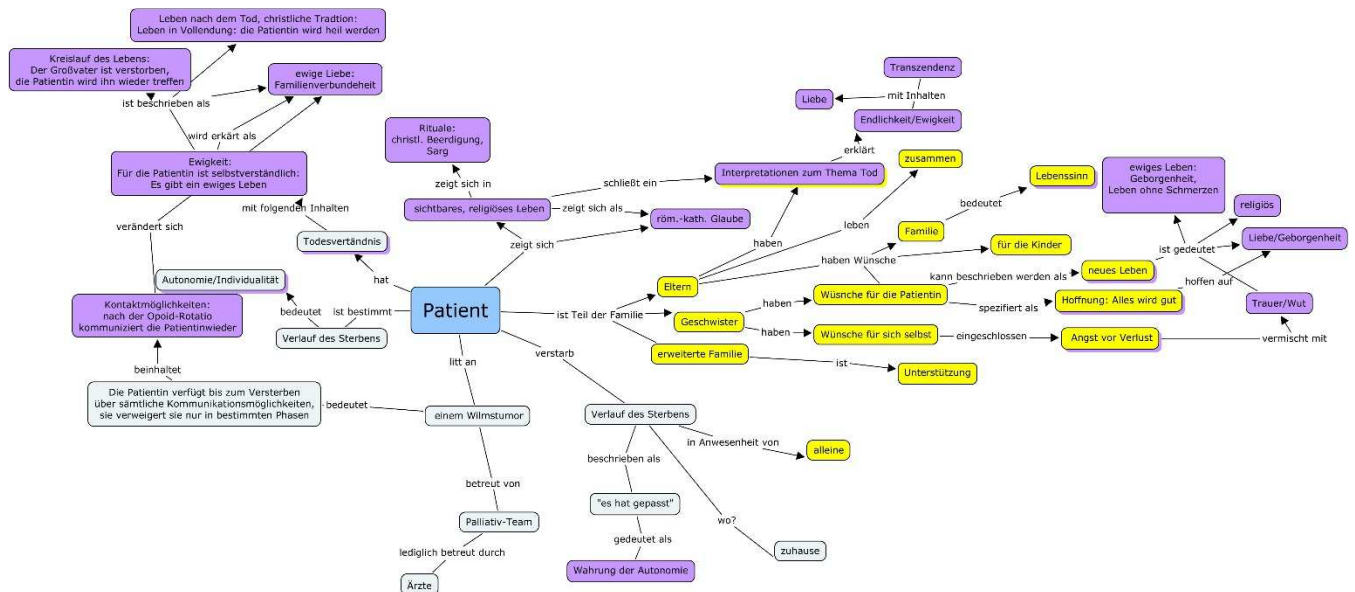 Leben nach dem Tod, christliche Tradtion:
Leben in Vollendung: die Patientin wird heil werden
Kreislauf des Lebens:
Der Großvater ist verstorben,
die Patientin wird ihn wieder treffen
ewige Liebe:
Familienverbundeheit
ist beschrieben als
wird erkärt als
Ewigkeit:
Für die Patientin ist selbstverständlich:
Es gibt ein ewiges Leben
mit folgenden Inhalten
verändert sich
Todesvertändnis
hat
Autonomie/Individualität
bedeutet
ist bestimmt
Verlauf des Sterbens
Kontaktmöglichkeiten:
nach der Opoid-Rotatio
kommuniziert die Patientinwieder
beinhaltet
Die Patientin verfügt bis zum Versterben
über sämtliche Kommunikationsmöglichkeiten,
sie verweigert sie nur in bestimmten Phasen
bedeutet
Rituale:
christl. Beerdigung,
Sarg
zeigt sich in
sichtbares, religiöses Leben
schließt ein
zeigt sich als
röm.-kath. Glaube
zeigt sich
Patient
litt an
einem Wilmstumor
betreut von
Palliativ-Team
lediglich betreut durch
Ärzte
verstarb
Verlauf des Sterbens
in Anwesenheit von
alleine
beschrieben als
"es hat gepasst"
gedeutet als
Wahrung der Autonomie
wo?
zuhause
ist Teil der Familie
Eltern
Geschwister
erweiterte Familie
ist
Unterstützung
Transzendenz
mit Inhalten
Liebe
Endlichkeit/Ewigkeit
erklärt
Interpretationen zum Thema Tod
haben
leben
zusammen
haben Wünsche
Familie
bedeutet
Lebenssinn
für die Kinder
haben
Wüsnche für die Patientin
kann beschrieben werden als
neues Leben
spezifiert als
Hoffnung: Alles wird gut
haben
Wünsche für sich selbst
eingeschlossen
Angst vor Verlust
vermischt mit
Trauer/Wut
hoffen auf
ist gedeutet
ewiges Leben:
Geborgenheit,
Leben ohne Schmerzen
religiös
Liebe/Geborgenheit